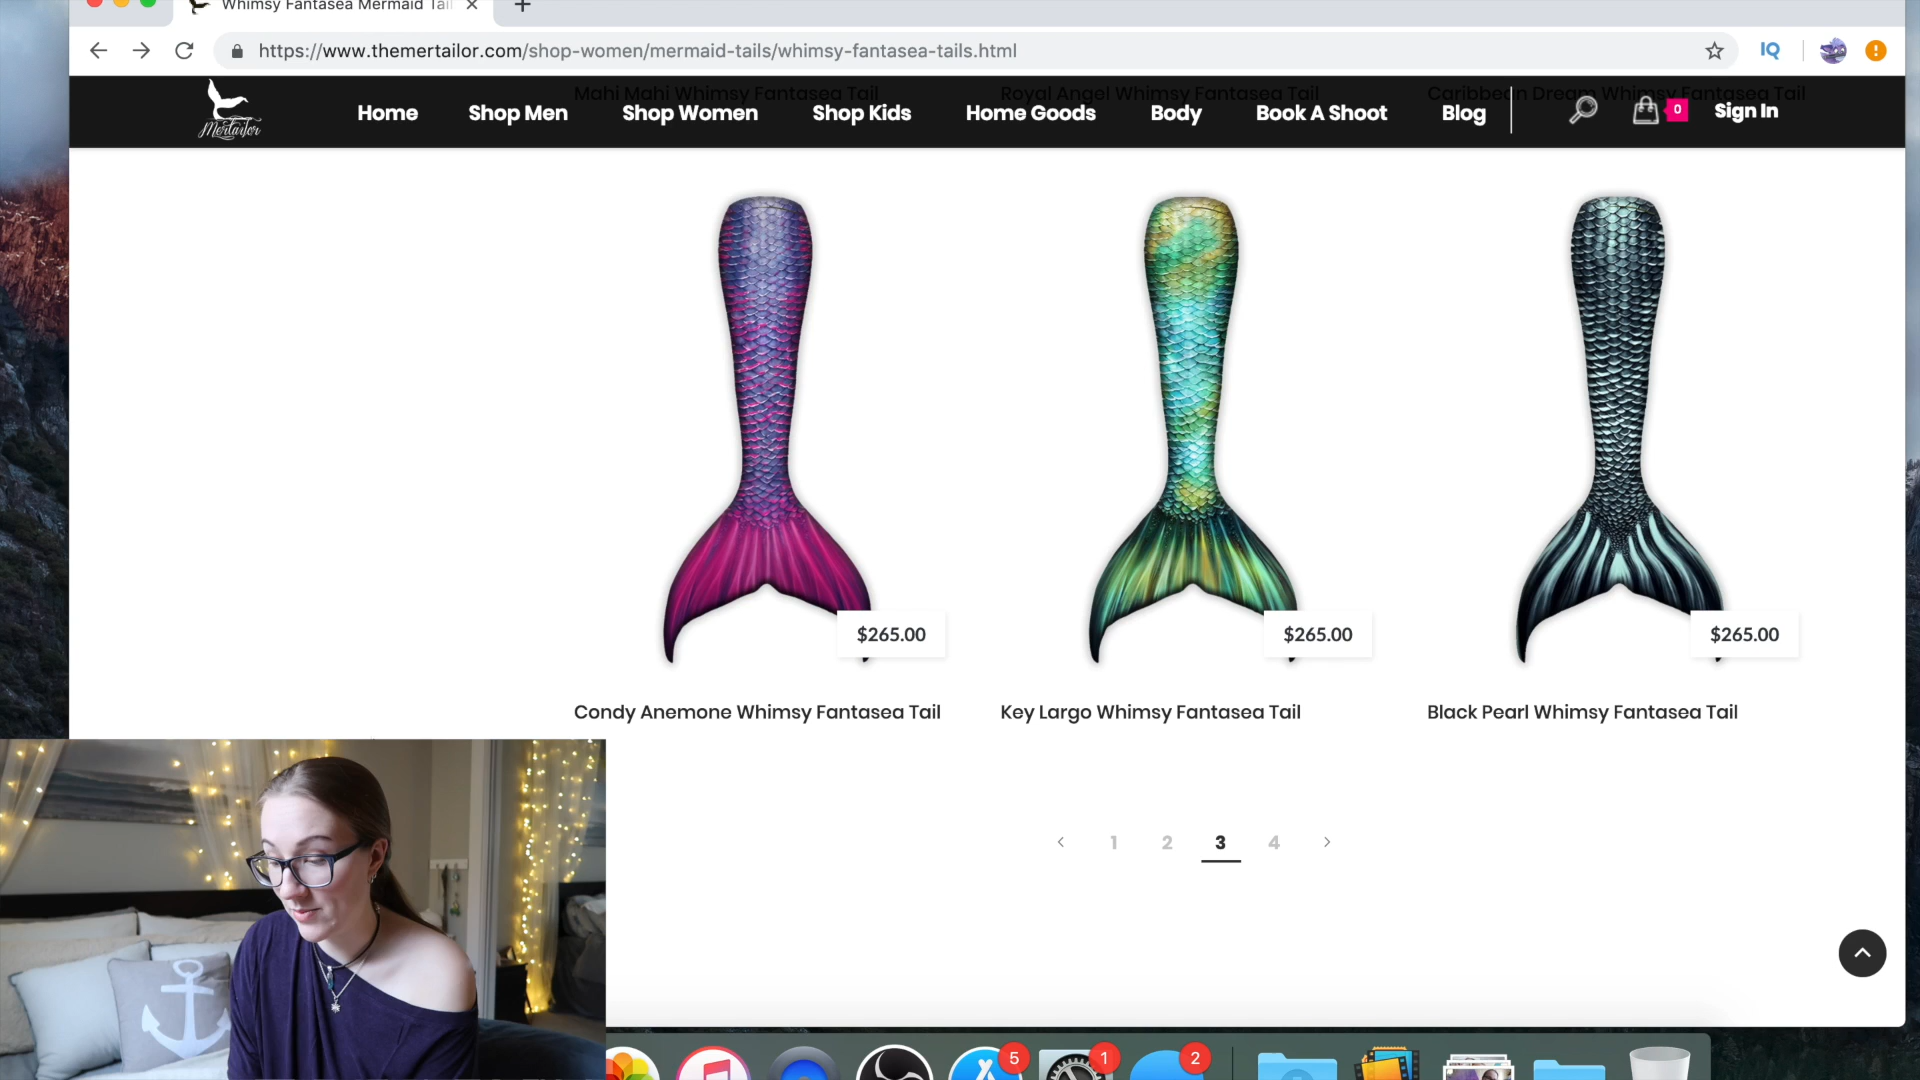 Whimsy Fantasea Mermaid Tail
https://www.themertailor.com/shop-women/mermaid-tails/whimsy-fantasea-tails.html
IQ
Mahi Mahi Whimsy Fantasea Tail Royal Angel Whimsy Fantasea Tail Caribbean Dream Whimsy Fantasea Tail
Mertailor Home Shop Men Shop Women Shop Kids Home Goods Body Book A Shoot Blog 0 Sign In
$265.00 $265.00 $265.00
Condy Anemone Whimsy Fantasea Tail Key Largo Whimsy Fantasea Tail Black Pearl Whimsy Fantasea Tail
1 2 3 4
5 1 2